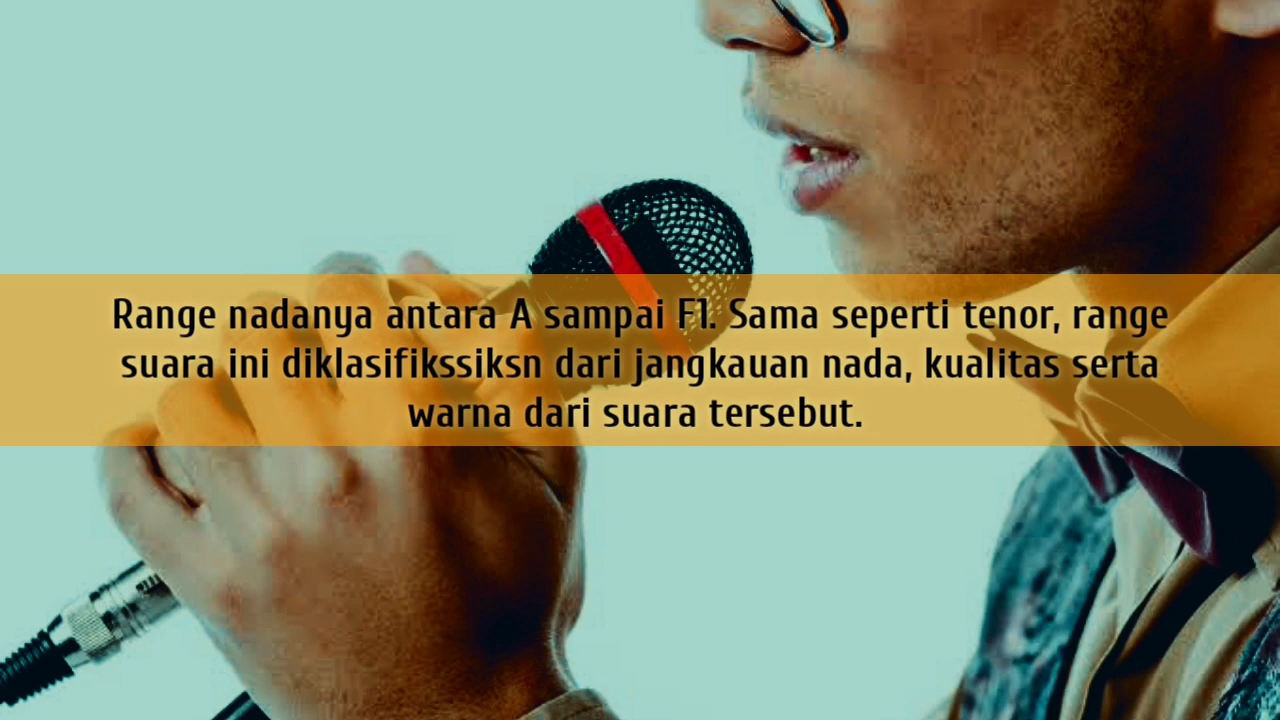 Range nadanya antara A sampai F1. Sama seperti tenor, range
suara ini diklasifikssiksn dari jangkauan nada, kualitas serta
warna dari suara tersebut.